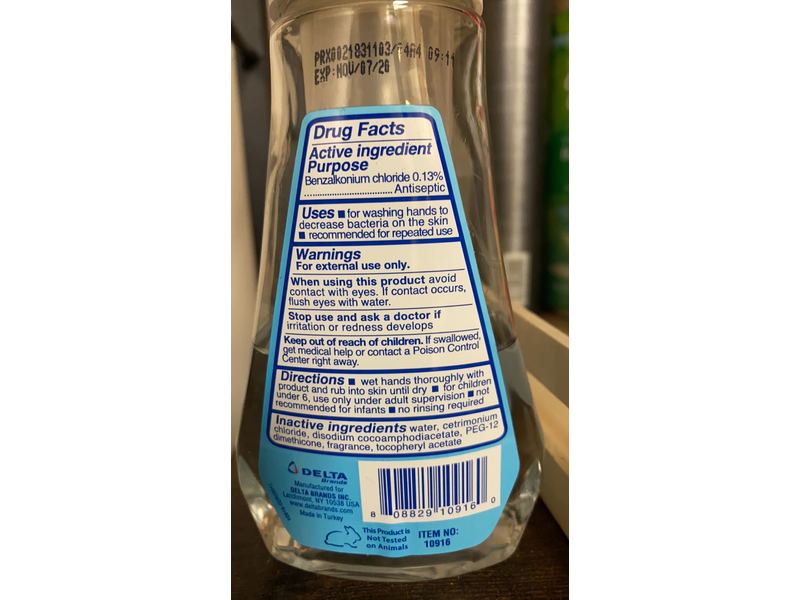 PRX0021831103/
09:11
EXP:NOV/07/20
Drug Facts
Active ingredient
Purpose
Benzalkonium chloride 0.13%
.................................. Antiseptic
Uses ■ for washing hands to
decrease bacteria on the skin
■ recommended for repeated use
Warnings
For external use only.
When using this product avoid
contact with eyes. If contact occurs,
flush eyes with water.
Stop use and ask a doctor if
irritation or redness develops
Keep out of reach of children. If swallowed,
get medical help or contact a Poison Control
Center right away.
Directions ■ wet hands thoroughly with
product and rub into skin until dry ■ for children
under 6, use only under adult supervision ■ not
recommended for infants ■ no rinsing required
Inactive ingredients water, cetrimonium
chloride, disodium cocoamphodiacetate, PEG-12
dimethicone, fragrance, tocopheryl acetate
DELTA
Brands
Manufactured for
DELTA BRANDS INC.
Larchmont, NY 10538 USA
www.deltabrands.com
Made in Turkey
8 08829 10916 0
This Product is
Not Tested
on Animals
ITEM NO:
10916